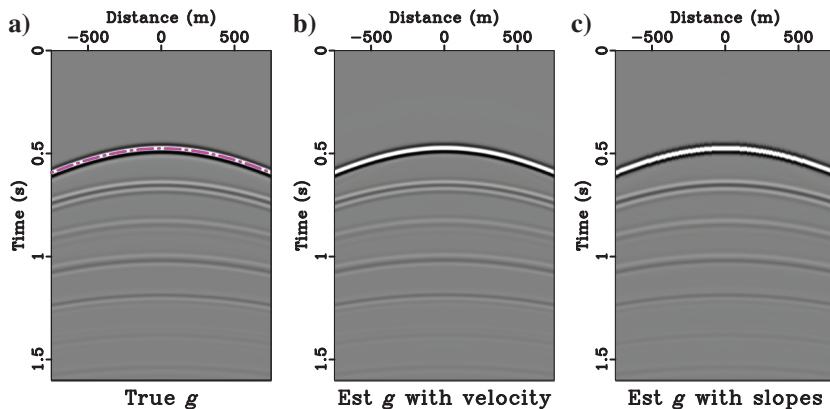 a)
Distance (m)
−500 0 500
0
0.5
1
1.5
Time (s)
True g
b)
Distance (m)
−500 0 500
0
0.5
1
1.5
Time (s)
Est g with velocity
c)
Distance (m)
−500 0 500
0
0.5
1
1.5
Time (s)
Est g with slopes